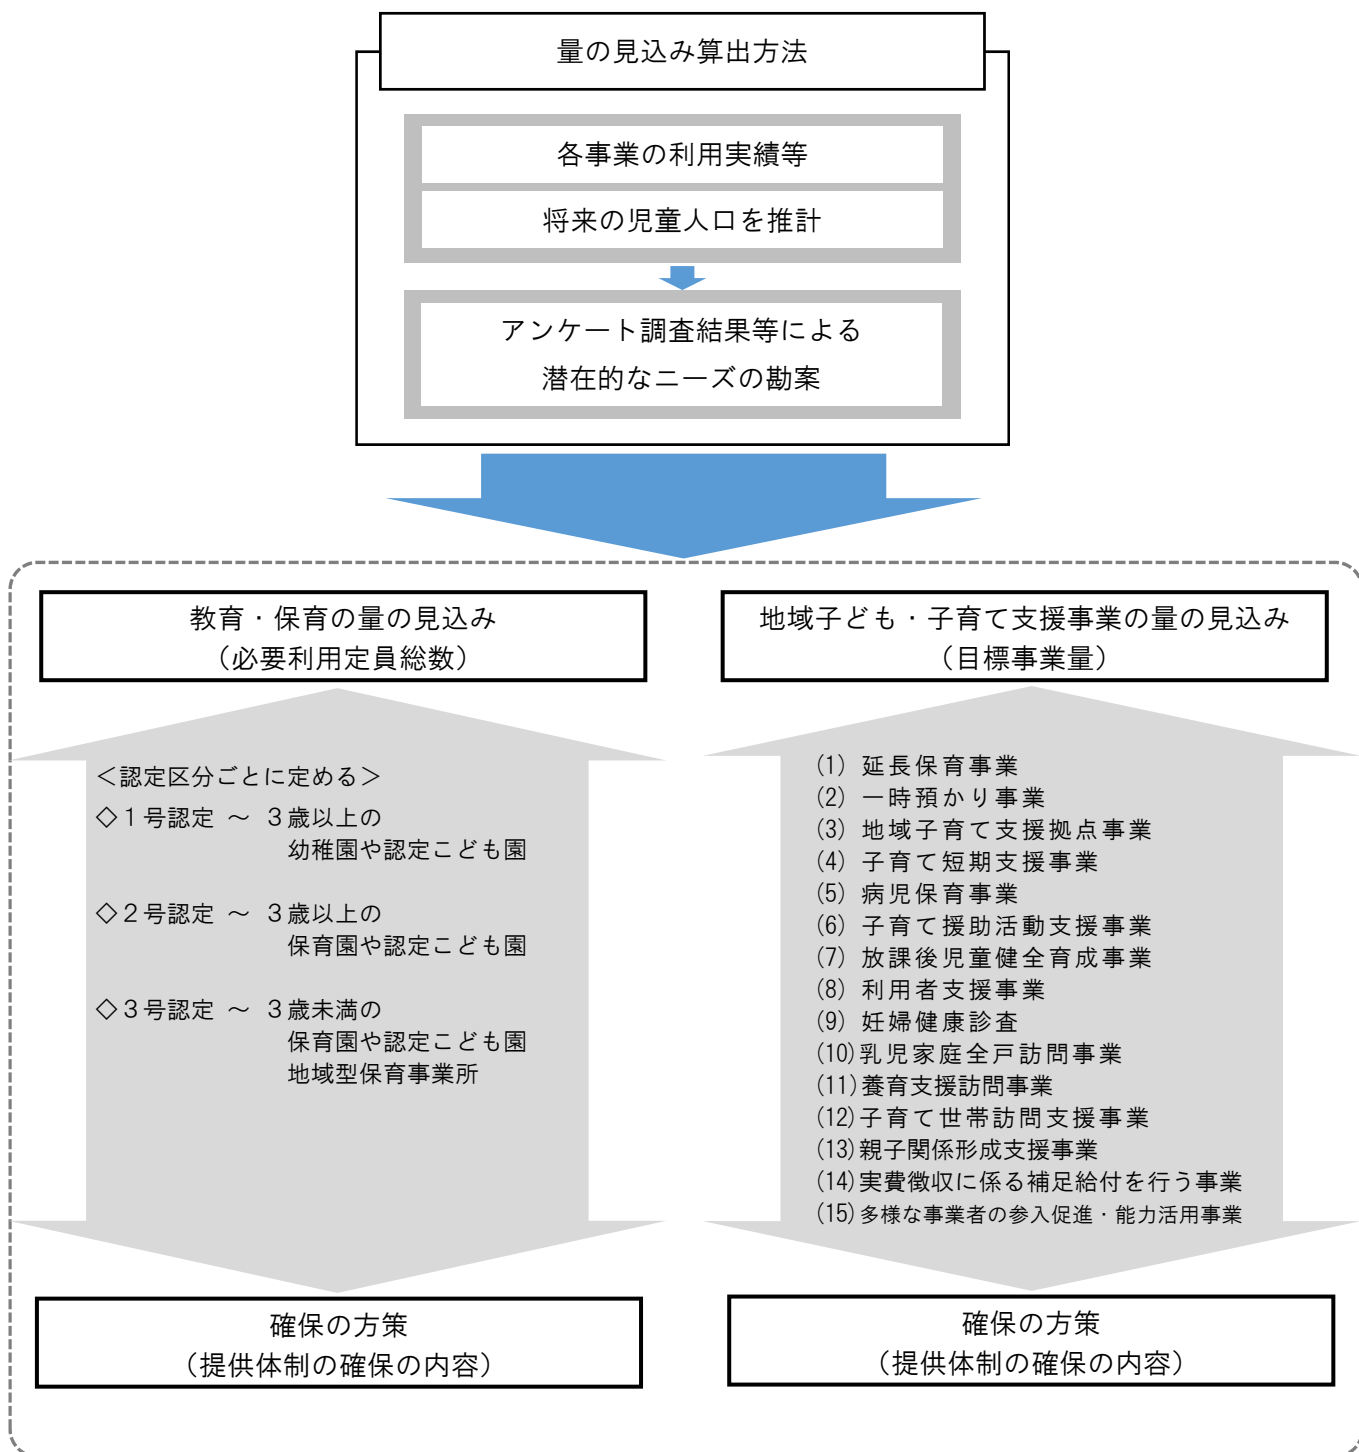 量の見込み算出方法
各事業の利用実績等
将来の児童人口を推計
アンケート調査結果等による
潜在的なニーズの勘案
教育・保育の量の見込み
（必要利用定員総数）
＜認定区分ごとに定める＞
◇１号認定 ～ ３歳以上の
幼稚園や認定こども園
◇２号認定 ～ ３歳以上の
保育園や認定こども園
◇３号認定 ～ ３歳未満の
保育園や認定こども園
地域型保育事業所
確保の方策
（提供体制の確保の内容）
地域子ども・子育て支援事業の量の見込み
（目標事業量）
(1) 延長保育事業
(2) 一時預かり事業
(3) 地域子育て支援拠点事業
(4) 子育て短期支援事業
(5) 病児保育事業
(6) 子育て援助活動支援事業
(7) 放課後児童健全育成事業
(8) 利用者支援事業
(9) 妊婦健康診査
(10)乳児家庭全戸訪問事業
(11)養育支援訪問事業
(12)子育て世帯訪問支援事業
(13)親子関係形成支援事業
(14)実費徴収に係る補足給付を行う事業
(15)多様な事業者の参入促進・能力活用事業
確保の方策
（提供体制の確保の内容）